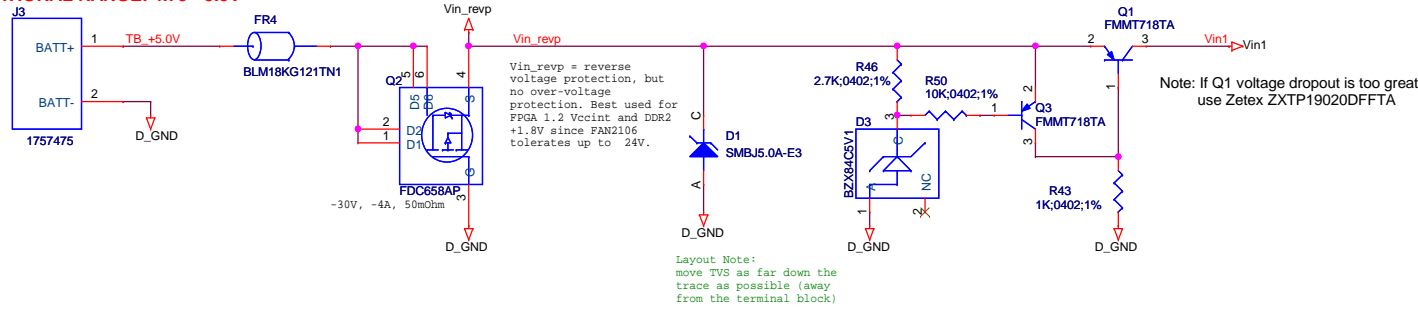 J3
BATT+
BATT-
1
2
1757475
TB_+5.0V
D_GND
FR4
BLM18KG121TN1
Q2
5
6
4
D5
D6
S
2
1
D2
D1
G
3
FDC658AP
-30V, -4A, 50mOhm
D_GND
Vin_revp
Vin_revp
Vin_revp = reverse
voltage protection, but
no over-voltage
protection. Best used for
FPGA 1.2 Vccint and DDR2
+1.8V since FAN2106
tolerates up to 24V.
C
D1
SMBJ5.0A-E3
A
D_GND
Layout Note:
move TVS as far down the
trace as possible (away
from the terminal block)
R46
2.7K;0402;1%
R50
10K;0402;1%
D3
3
C
BZX84C5V1
A
NC
1
2
D_GND
1
2
3
Q3
FMMT718TA
Q1
FMMT718TA
2
3
1
Vin1
Vin1
R43
1K;0402;1%
D_GND
Note: If Q1 voltage dropout is too great
use Zetex ZXTP19020DFFTA